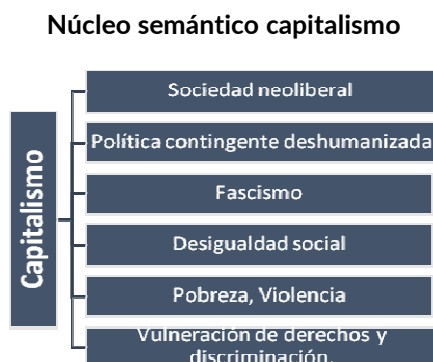 Núcleo semántico capitalismo
Capitalismo
Sociedad neoliberal
Política contingente deshumanizada
Fascismo
Desigualdad social
Pobreza, Violencia
Vulneración de derechos y
discriminación.